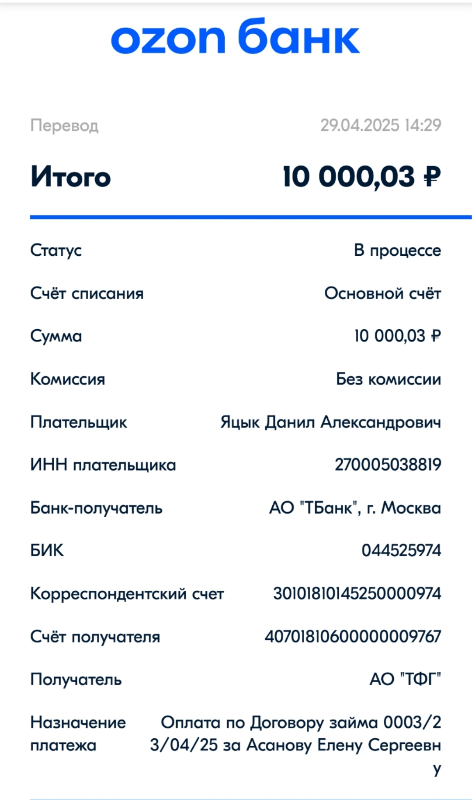 ozon банк
Перевод 29.04.2025 14:29
Итого 10 000,03 ₽
Статус В процессе
Счёт списания Основной счёт
Сумма 10 000,03 ₽
Комиссия Без комиссии
Плательщик Яцык Данил Александрович
ИНН плательщика 270005038819
Банк-получатель АО "ТБанк", г. Москва
БИК 044525974
Корреспондентский счет 30101810145250000974
Счёт получателя 40701810600000009767
Получатель АО "ТФГ"
Назначение Оплата по Договору займа 0003/2
платежа 3/04/25 за Асанову Елену Сергеевн
у